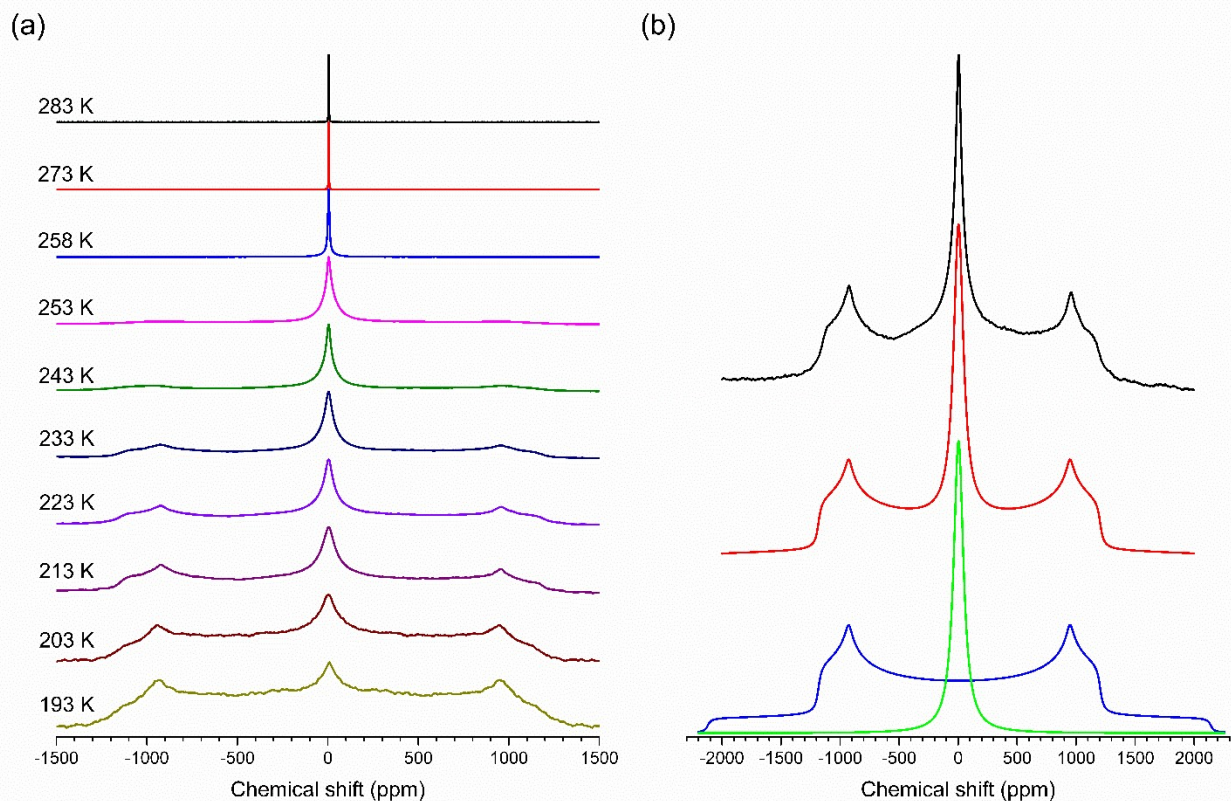 (a)
283 K
273 K
258 K
253 K
243 K
233 K
223 K
213 K
203 K
193 K
-1500 -1000 -500 0 500 1000 1500
Chemical shift (ppm)
(b)
-2000 -1500 -1000 -500 0 500 1000 1500 2000
Chemical shift (ppm)